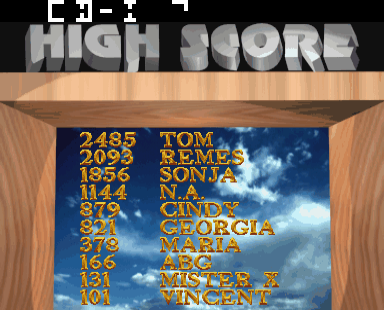 HIGH SCORE
2485 TOM
2093 REMES
1856 SONJA
1144 N.A.
879 CINDY
821 GEORGIA
378 MARIA
166 ABC
131 MISTER X
101 VINCENT